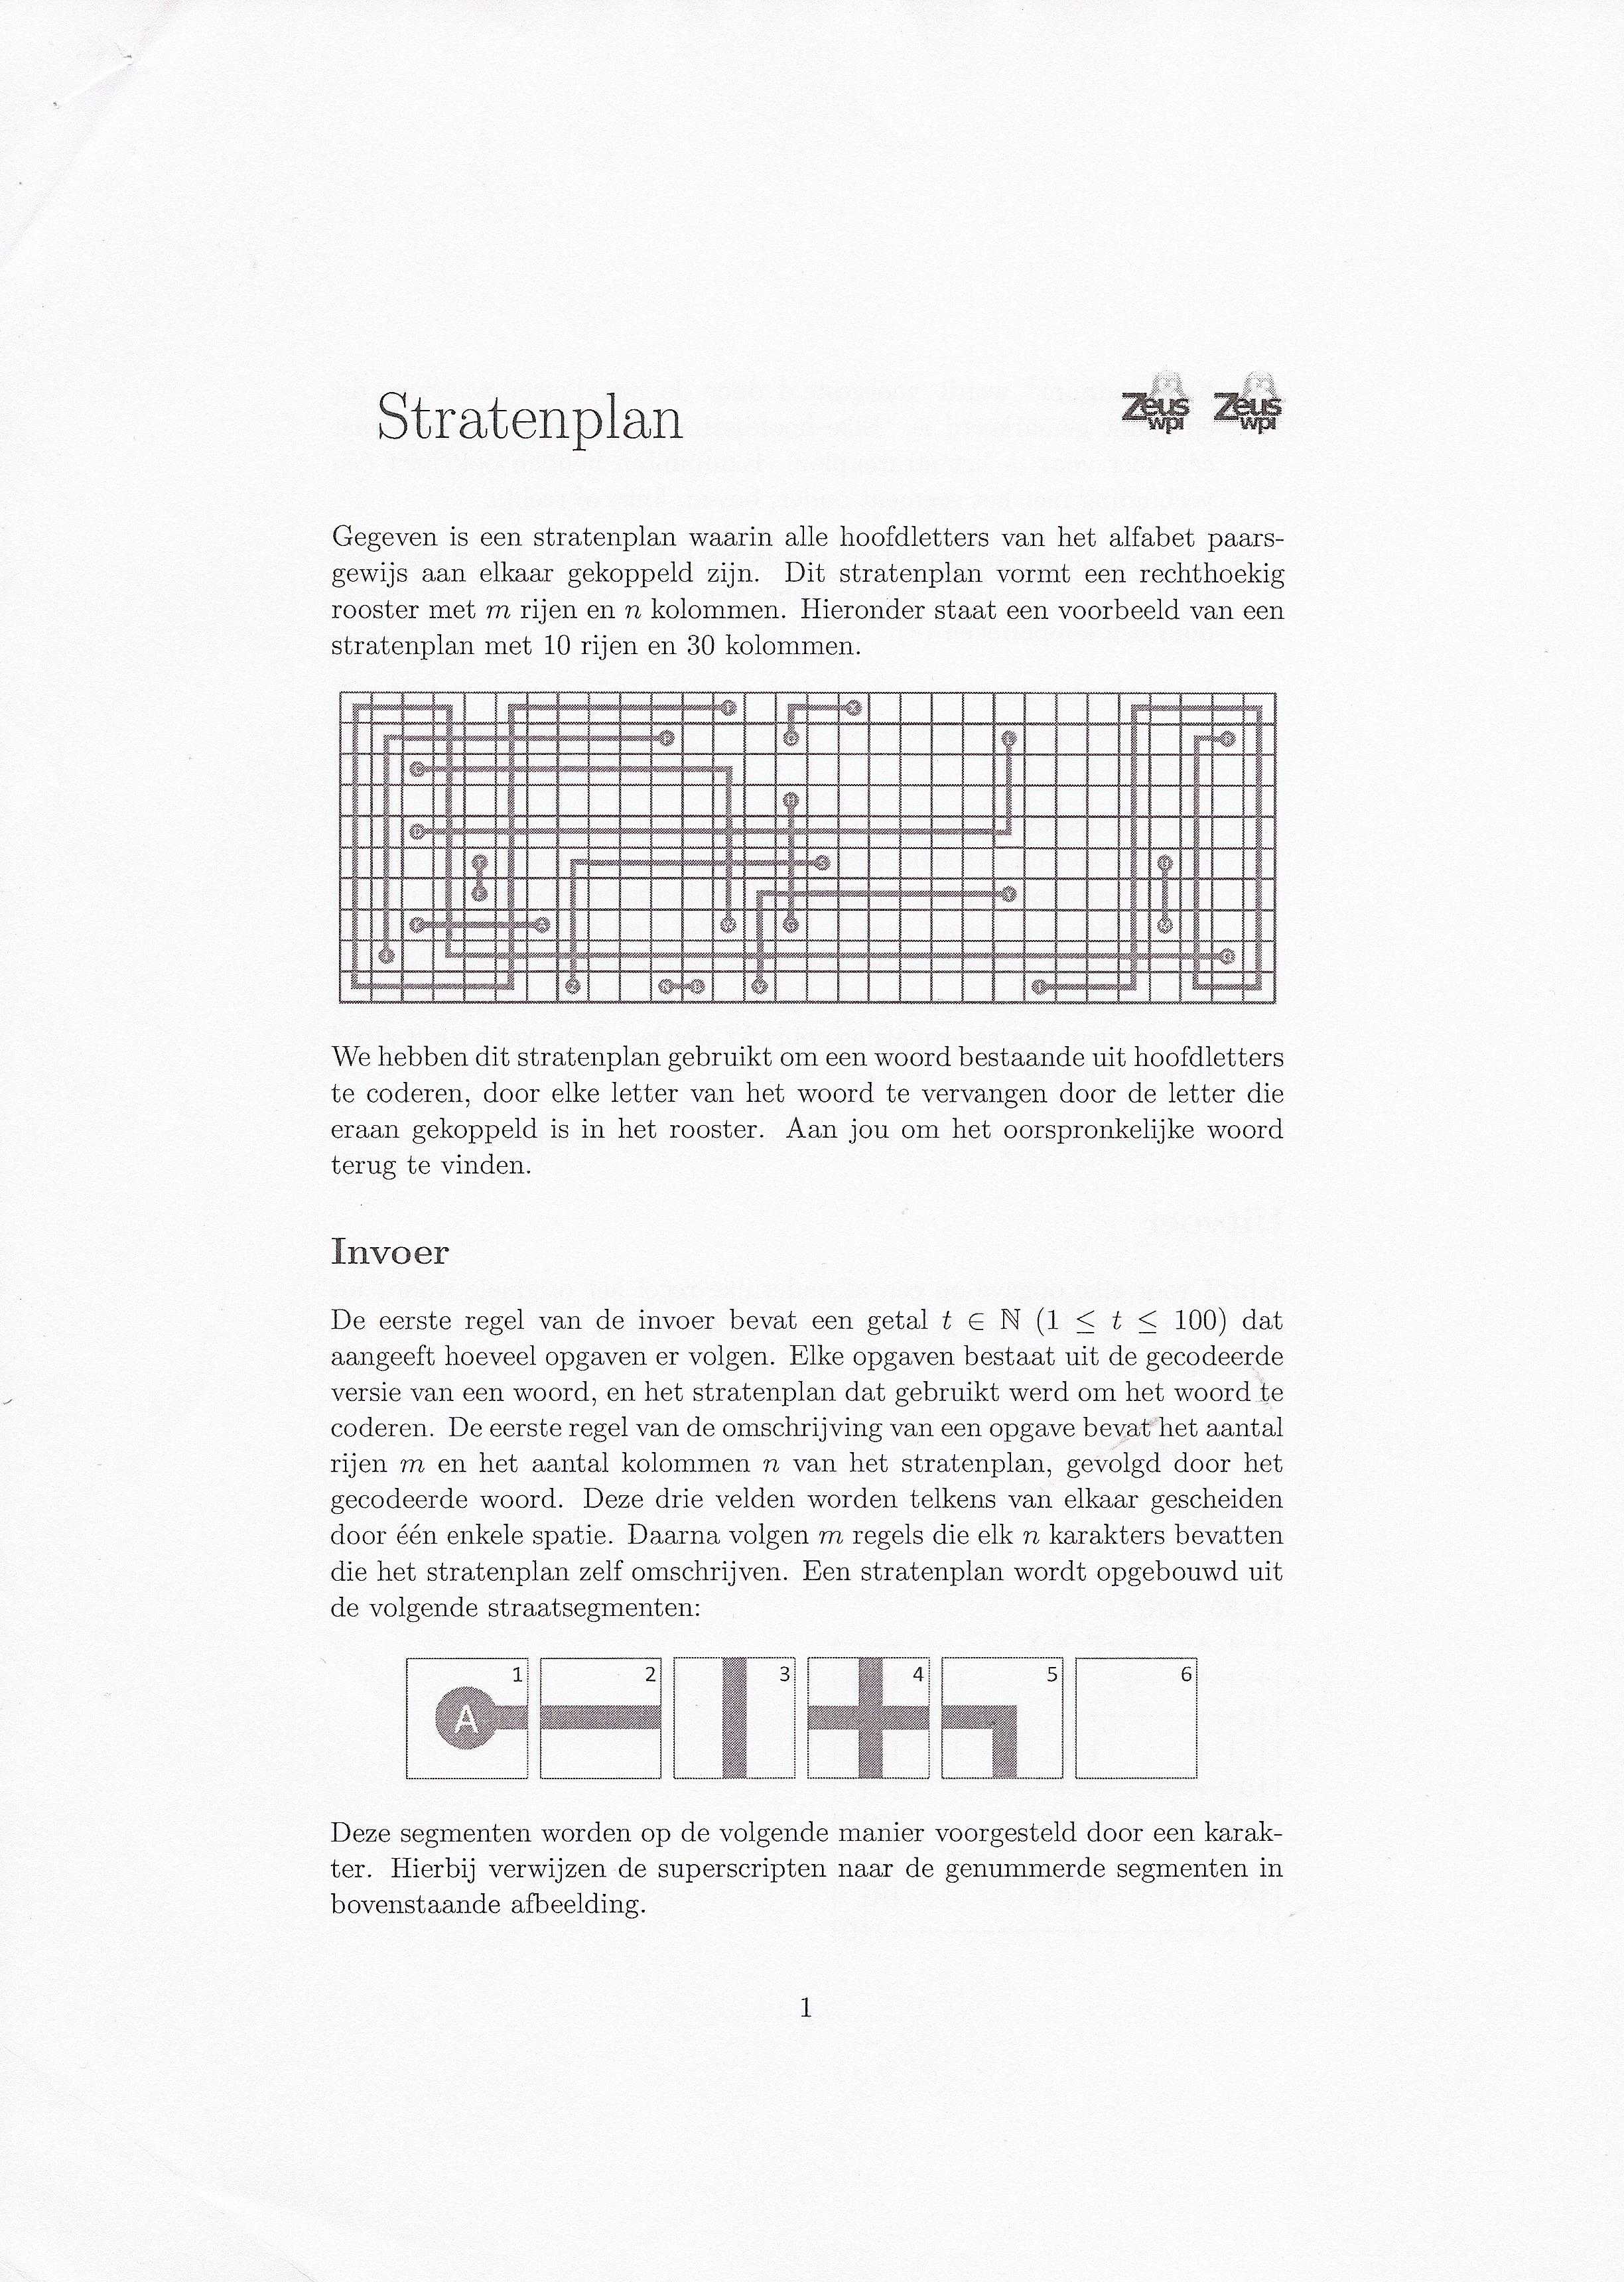 Stratenplan
Zeus wpi Zeus wpi
Gegeven is een stratenplan waarin alle hoofdletters van het alfabet paars-
gewijs aan elkaar gekoppeld zijn. Dit stratenplan vormt een rechthoekig
rooster met m rijen en n kolommen. Hieronder staat een voorbeeld van een
stratenplan met 10 rijen en 30 kolommen.
We hebben dit stratenplan gebruikt om een woord bestaande uit hoofdletters
te coderen, door elke letter van het woord te vervangen door de letter die
eraan gekoppeld is in het rooster. Aan jou om het oorspronkelijke woord
terug te vinden.
Invoer
De eerste regel van de invoer bevat een getal t ∈ ℕ (1 ≤ t ≤ 100) dat
aangeeft hoeveel opgaven er volgen. Elke opgaven bestaat uit de gecodeerde
versie van een woord, en het stratenplan dat gebruikt werd om het woord te
coderen. De eerste regel van de omschrijving van een opgave bevat het aantal
rijen m en het aantal kolommen n van het stratenplan, gevolgd door het
gecodeerde woord. Deze drie velden worden telkens van elkaar gescheiden
door één enkele spatie. Daarna volgen m regels die elk n karakters bevatten
die het stratenplan zelf omschrijven. Een stratenplan wordt opgebouwd uit
de volgende straatsegmenten:
A 1 2 3 4 5 6
Deze segmenten worden op de volgende manier voorgesteld door een karak-
ter. Hierbij verwijzen de superscripten naar de genummerde segmenten in
bovenstaande afbeelding.
1